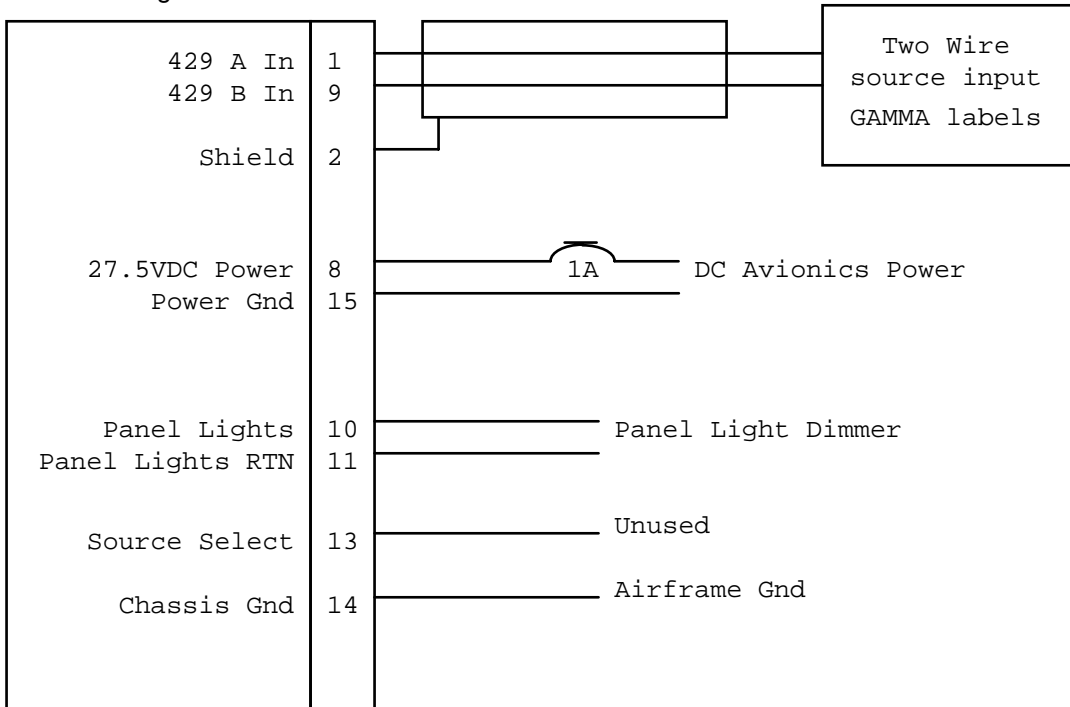 429 A In 1
429 B In 9
Shield 2
Two Wire
source input
GAMMA labels
27.5VDC Power 8 1A DC Avionics Power
Power Gnd 15
Panel Lights 10 Panel Light Dimmer
Panel Lights RTN 11
Source Select 13 Unused
Chassis Gnd 14 Airframe Gnd